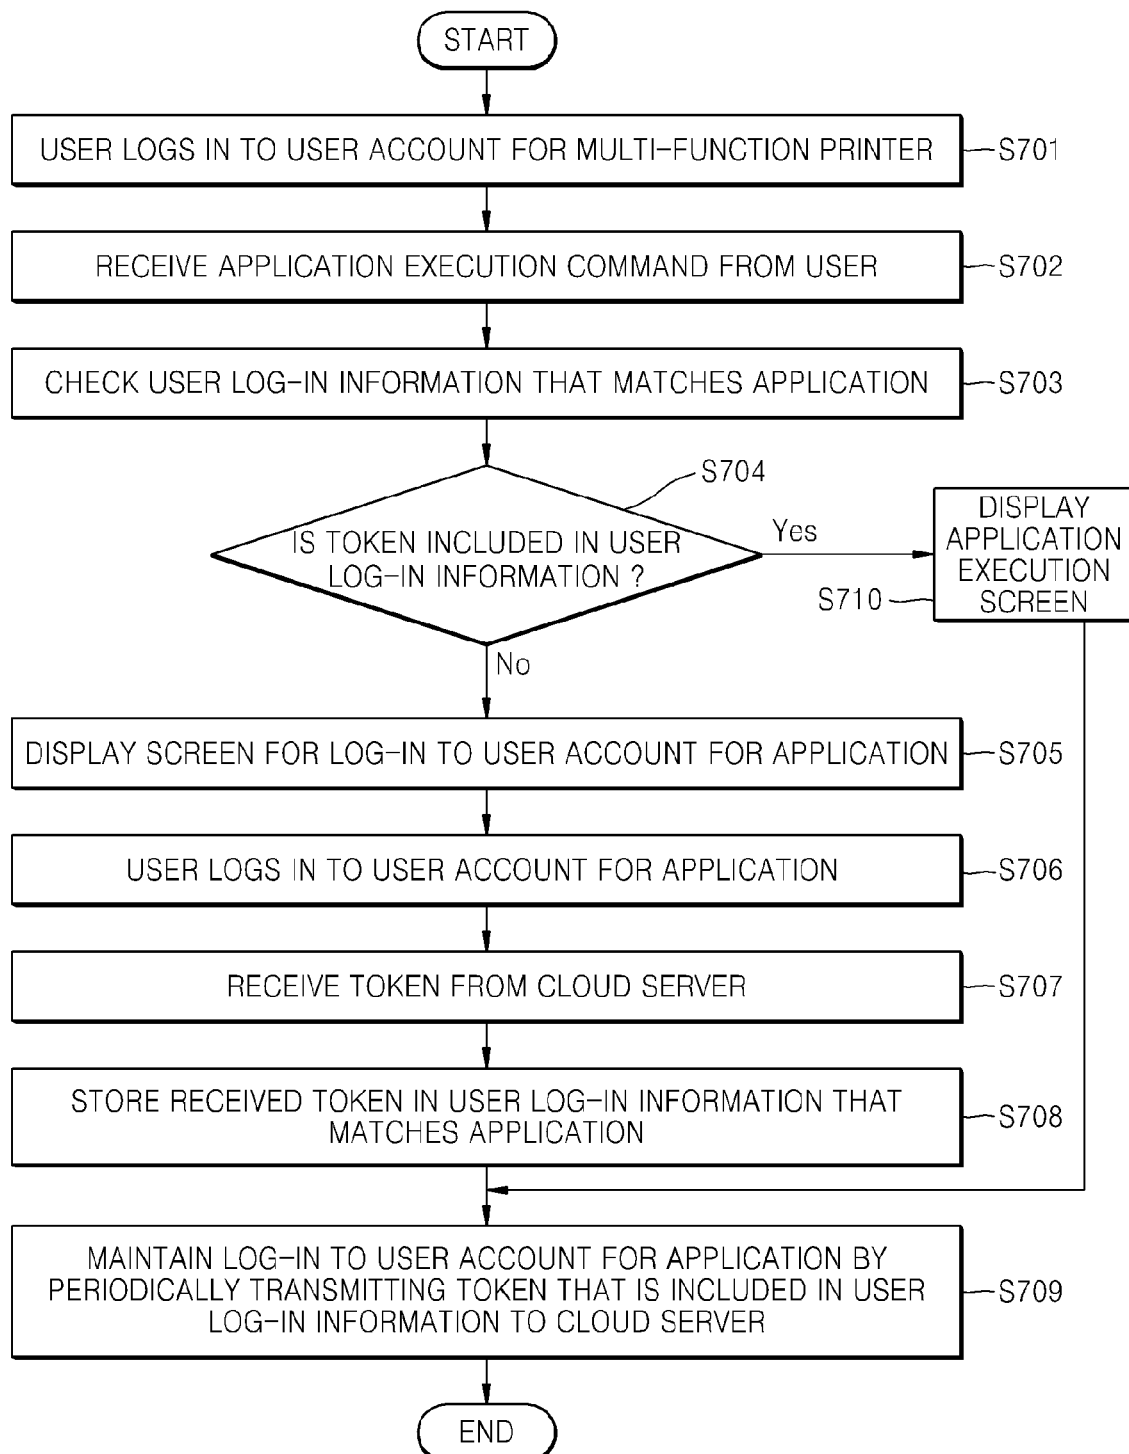 START
USER LOGS IN TO USER ACCOUNT FOR MULTI-FUNCTION PRINTER
S701
RECEIVE APPLICATION EXECUTION COMMAND FROM USER
S702
CHECK USER LOG-IN INFORMATION THAT MATCHES APPLICATION
S703
S704
IS TOKEN INCLUDED IN USER
LOG-IN INFORMATION ?
Yes
DISPLAY
APPLICATION
EXECUTION
SCREEN
S710
No
DISPLAY SCREEN FOR LOG-IN TO USER ACCOUNT FOR APPLICATION
S705
USER LOGS IN TO USER ACCOUNT FOR APPLICATION
S706
RECEIVE TOKEN FROM CLOUD SERVER
S707
STORE RECEIVED TOKEN IN USER LOG-IN INFORMATION THAT
MATCHES APPLICATION
S708
MAINTAIN LOG-IN TO USER ACCOUNT FOR APPLICATION BY
PERIODICALLY TRANSMITTING TOKEN THAT IS INCLUDED IN USER
LOG-IN INFORMATION TO CLOUD SERVER
S709
END